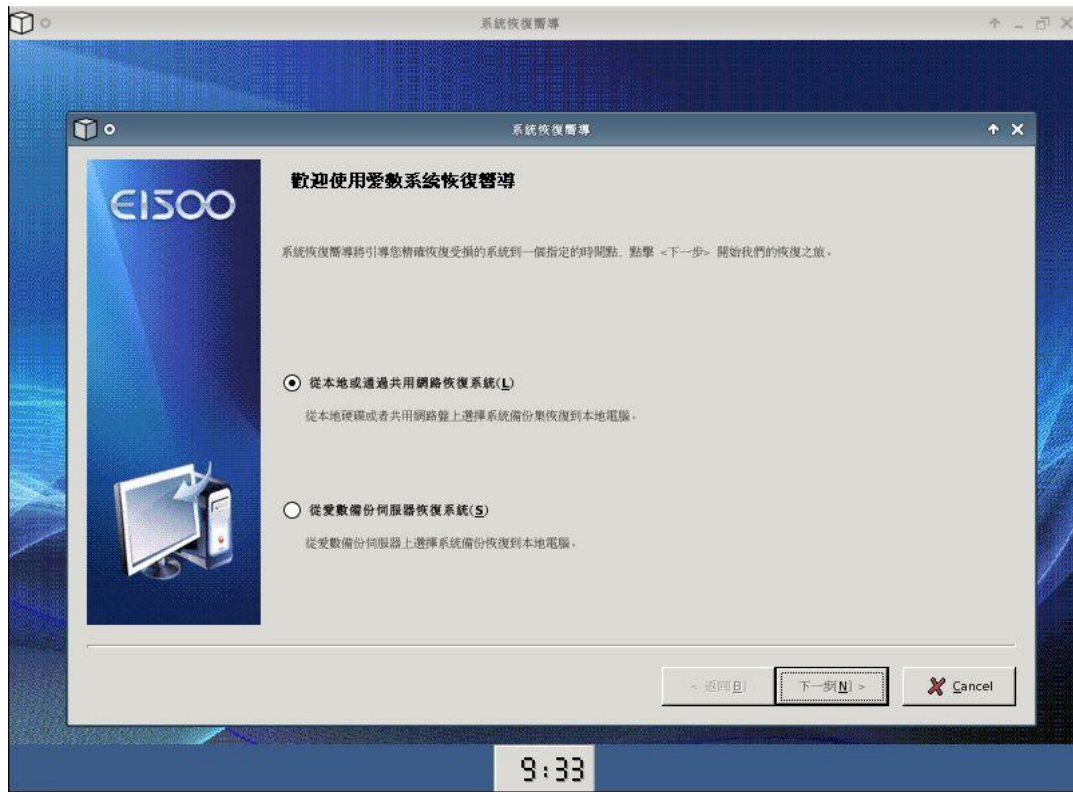 系統恢復嚮導
系統恢復嚮導
EISOO
歡迎使用愛數系統恢復嚮導
系統恢復嚮導將引導您精確恢復受損的系統到一個指定的時間點. 點擊 <下一步> 開始我們的恢復之旅。
從本地或通過共用網路恢復系統(L)
從本地硬碟或者共用網路盤上選擇系統備份集恢復到本地電腦。
從愛數備份伺服器恢復系統(S)
從愛數備份伺服器上選擇系統備份恢復到本地電腦。
< 返回[B] 下一步[N] > Cancel
9:33